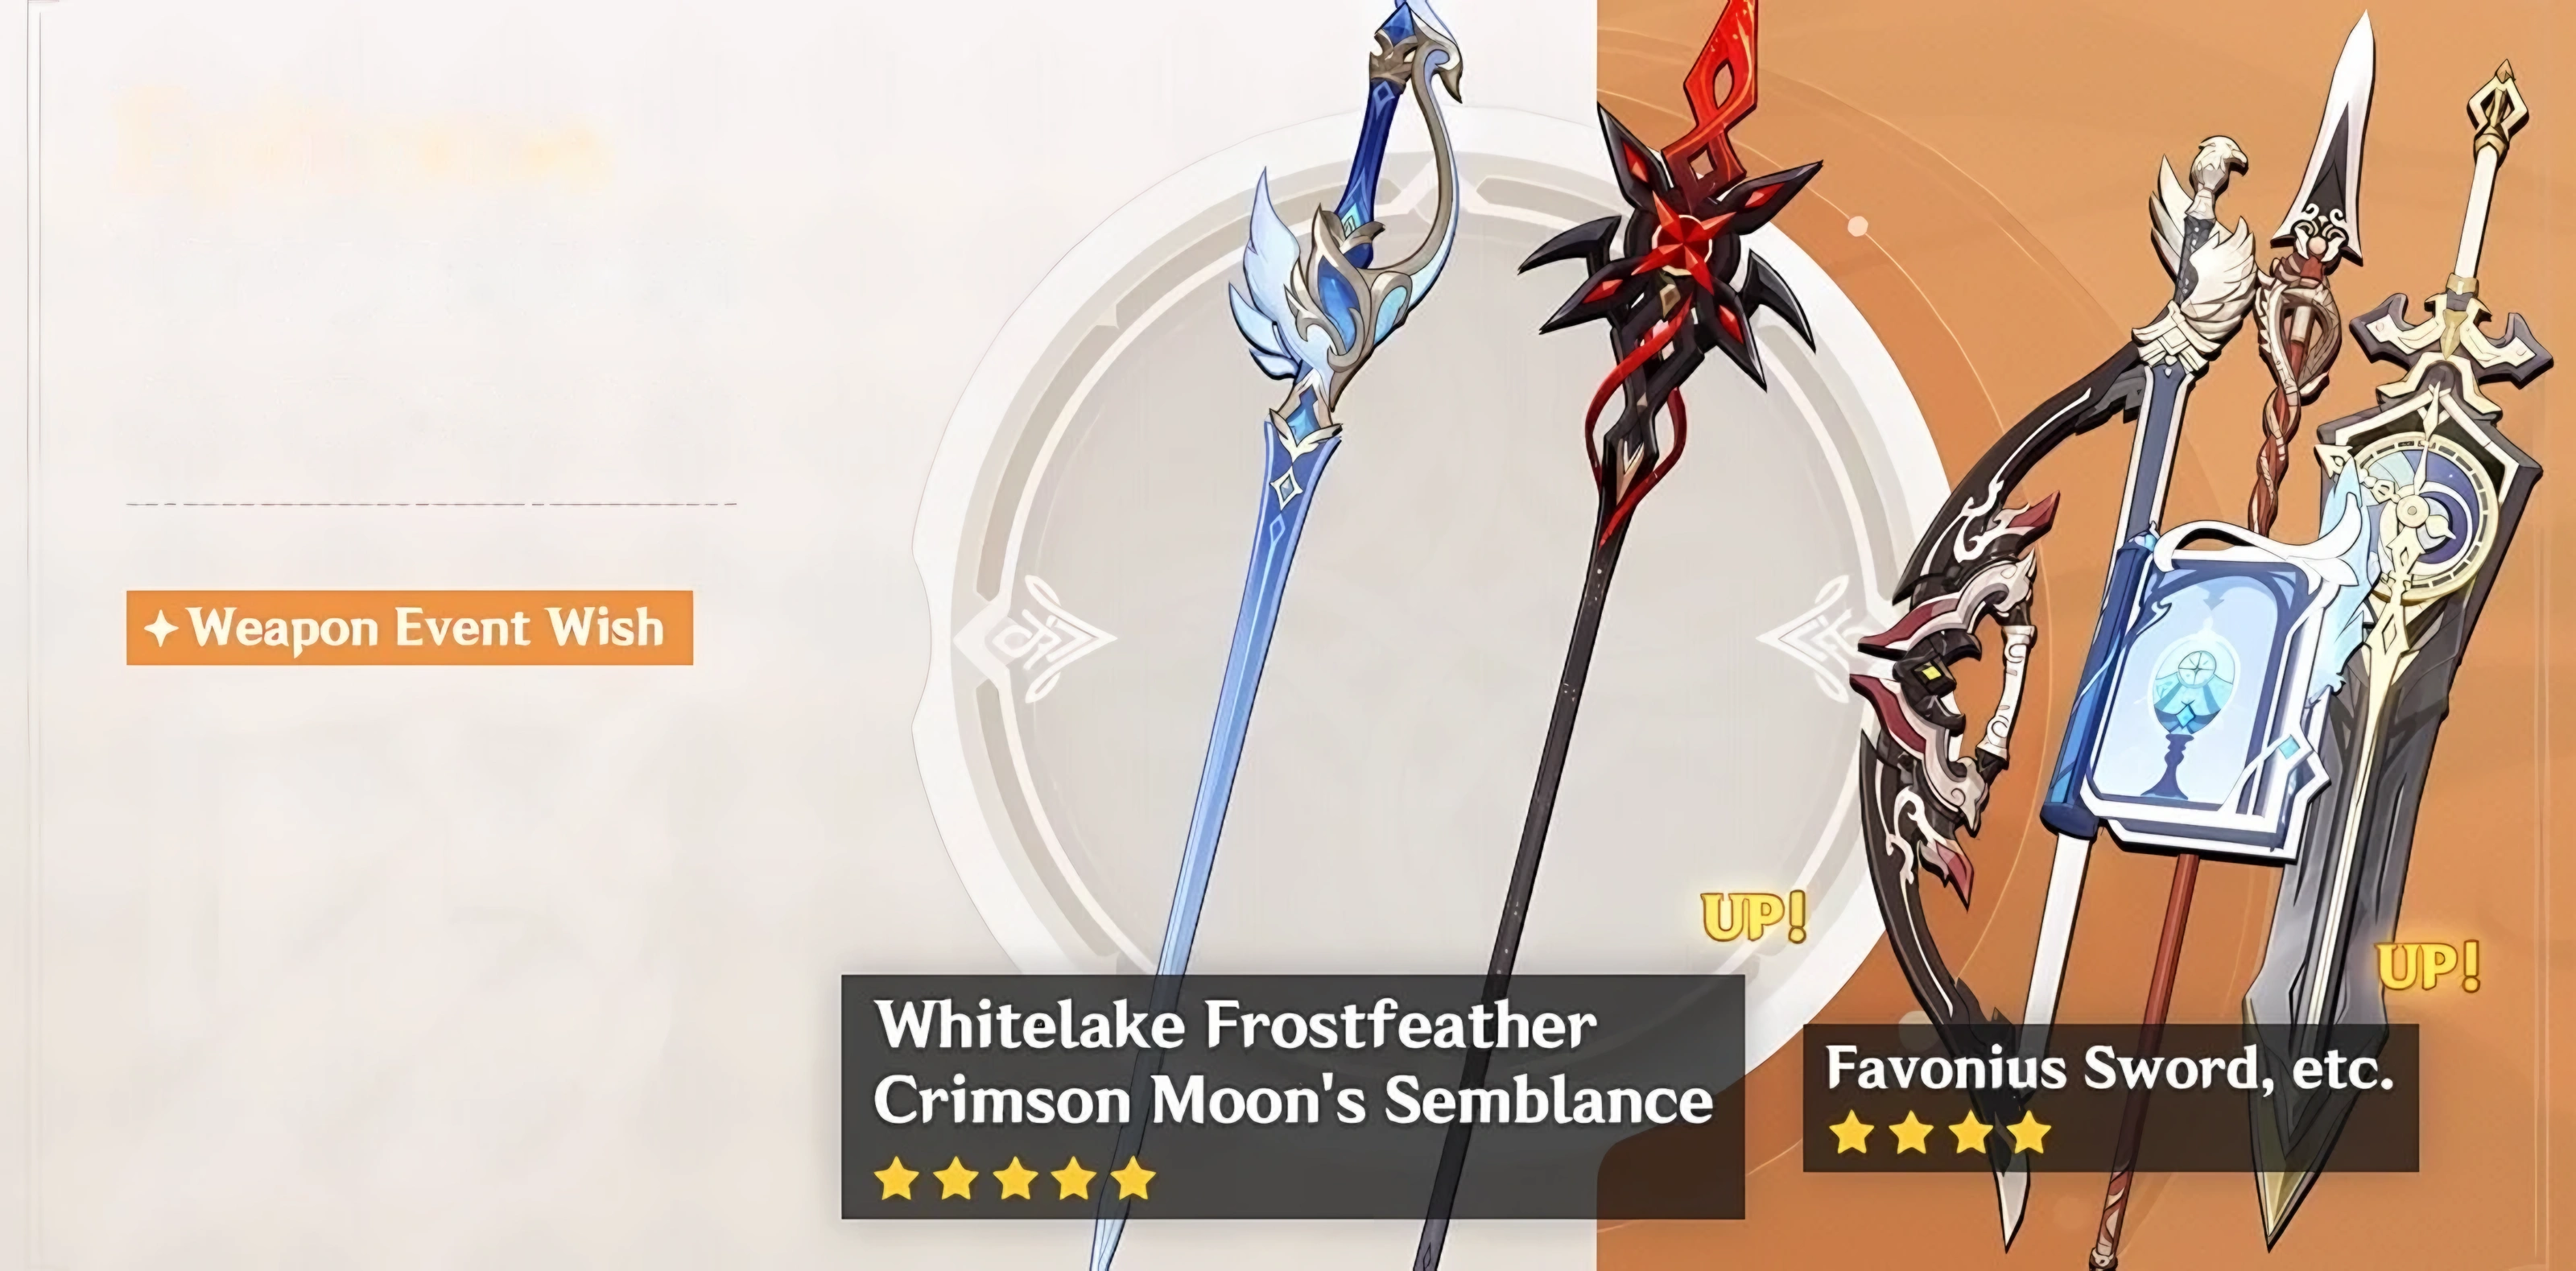 Weapon Event Wish
UP!
Whitelake Frostfeather
Crimson Moon's Semblance
UP!
Favonius Sword, etc.